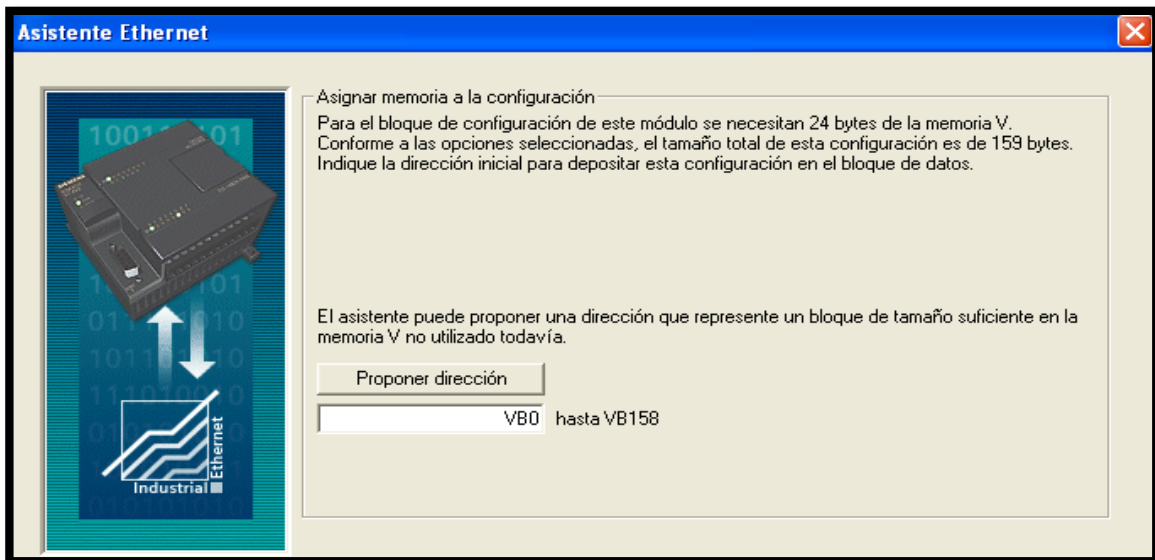 Asistente Ethernet
Asignar memoria a la configuración
Para el bloque de configuración de este módulo se necesitan 24 bytes de la memoria V.
Conforme a las opciones seleccionadas, el tamaño total de esta configuración es de 159 bytes.
Indique la dirección inicial para depositar esta configuración en el bloque de datos.
El asistente puede proponer una dirección que represente un bloque de tamaño suficiente en la
memoria V no utilizado todavía.
Proponer dirección
VB0 hasta VB158
SIEMENS
Industrial
Ethernet